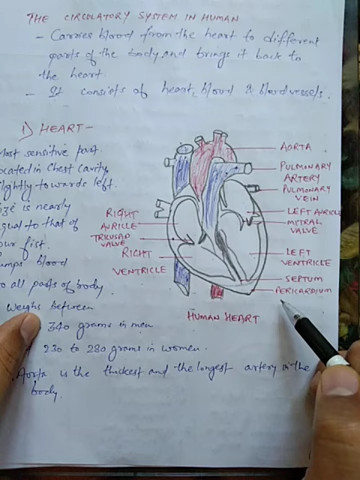 THE CIRCULATORY SYSTEM IN HUMAN
- Carries blood from the heart to different
parts of the body, and brings it back to
the heart.
- It consists of heart, blood & blood vessels.
1) HEART -
Most sensitive part
located in Chest cavity
slightly towards left.
size is nearly
equal to that of
your fist.
Pumps blood
to all parts of body.
Weighs between
340 grams in men
230 to 280 grams in women.
Aorta is the thickest and the longest artery in the
body.
AORTA
PULMONARY
ARTERY
PULMONARY
VEIN
LEFT AURICLE
MITRAL
VALVE
LEFT
VENTRICLE
SEPTUM
PERICARDIUM
RIGHT
AURICLE
TRICUSPID
VALVE
RIGHT
VENTRICLE
HUMAN HEART